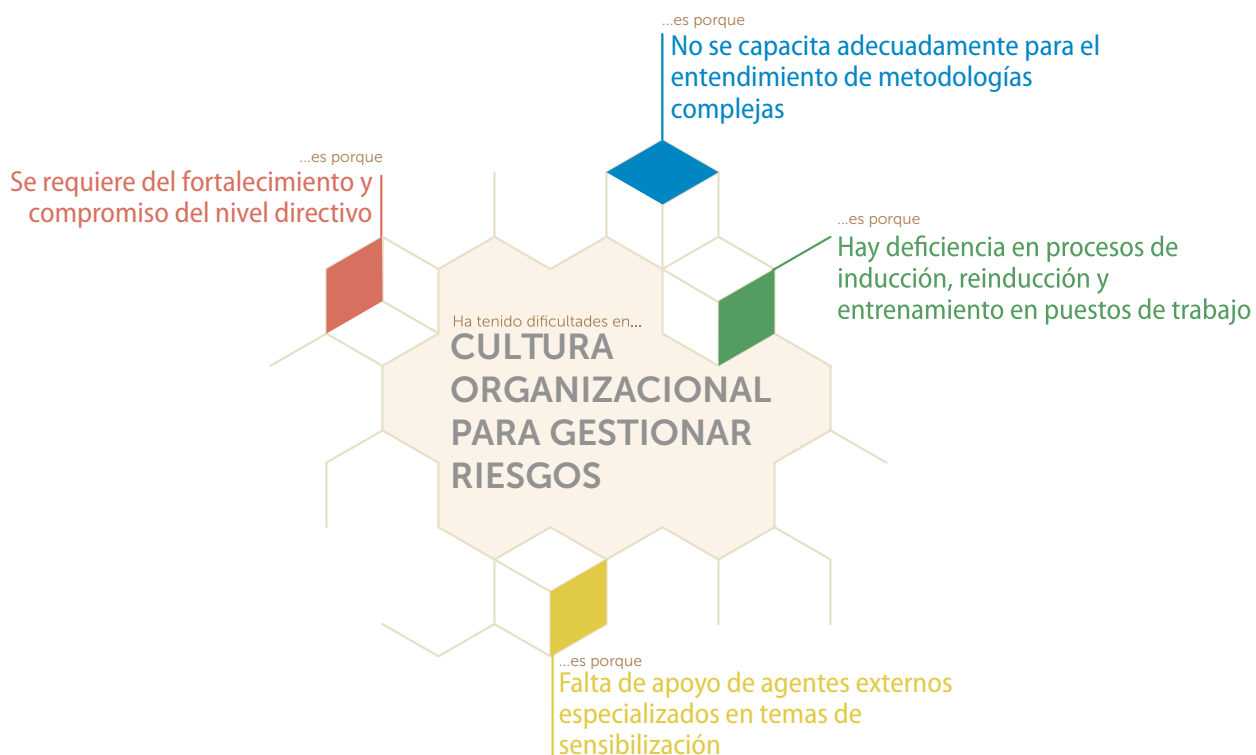 ...es porque
No se capacita adecuadamente para el
entendimiento de metodologías
complejas
...es porque
Se requiere del fortalecimiento y
compromiso del nivel directivo
...es porque
Hay deficiencia en procesos de
inducción, reinducción y
entrenamiento en puestos de trabajo
Ha tenido dificultades en...
CULTURA
ORGANIZACIONAL
PARA GESTIONAR
RIESGOS
...es porque
Falta de apoyo de agentes externos
especializados en temas de
sensibilización